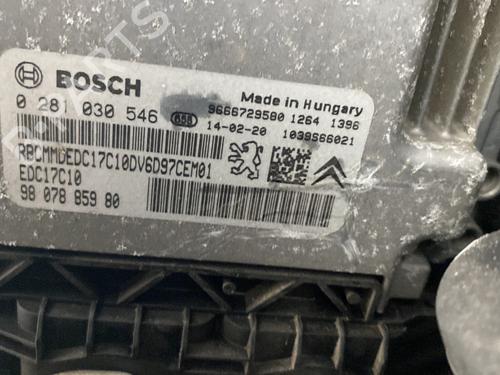 BOSCH
Made in Hungary
0 281 030 546 658
9666729580 1264 1396
14-02-20 1039S66021
RBCMMDEDC17C10DV6D97CEM01
EDC17C10
98 078 859 80